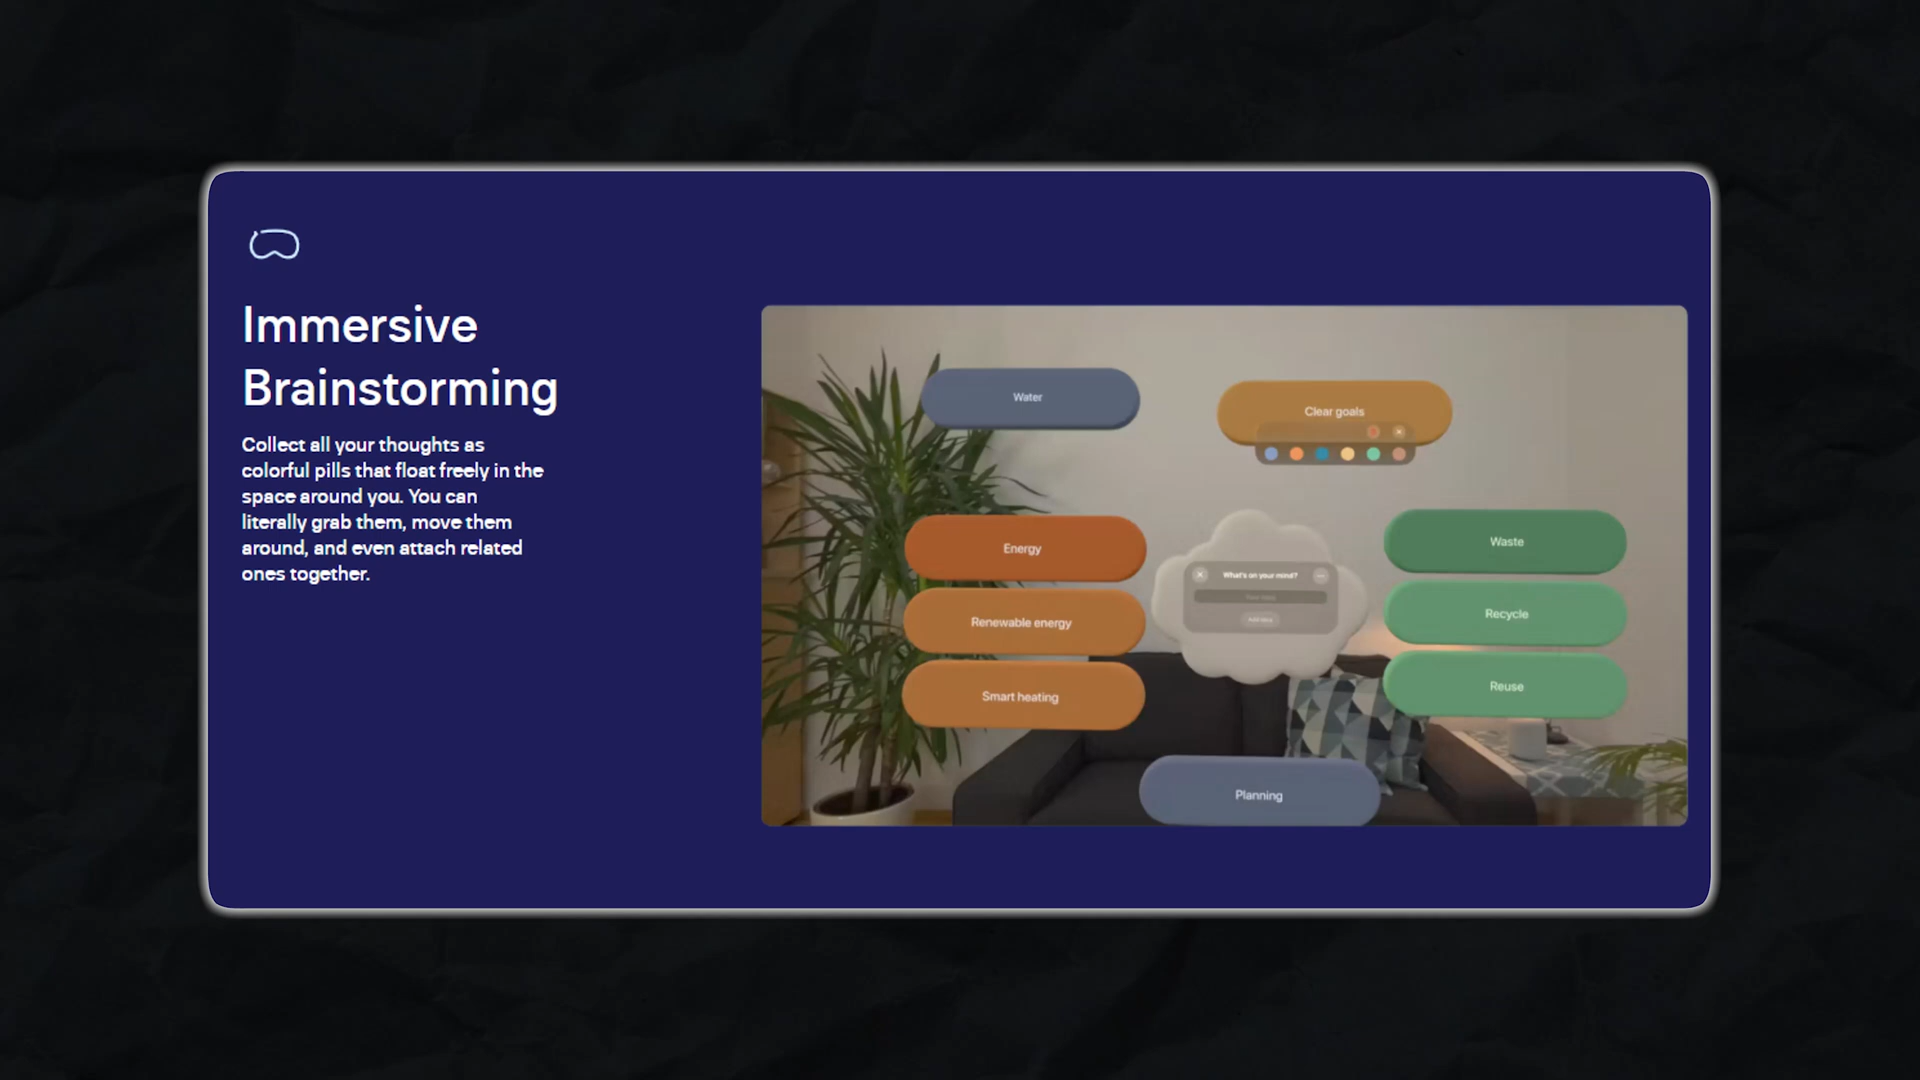 Immersive
Brainstorming
Collect all your thoughts as
colorful pills that float freely in the
space around you. You can
literally grab them, move them
around, and even attach related
ones together.
Water
Clear goals
Energy
Renewable energy
Smart heating
What's on your mind?
Add idea
Waste
Recycle
Reuse
Planning